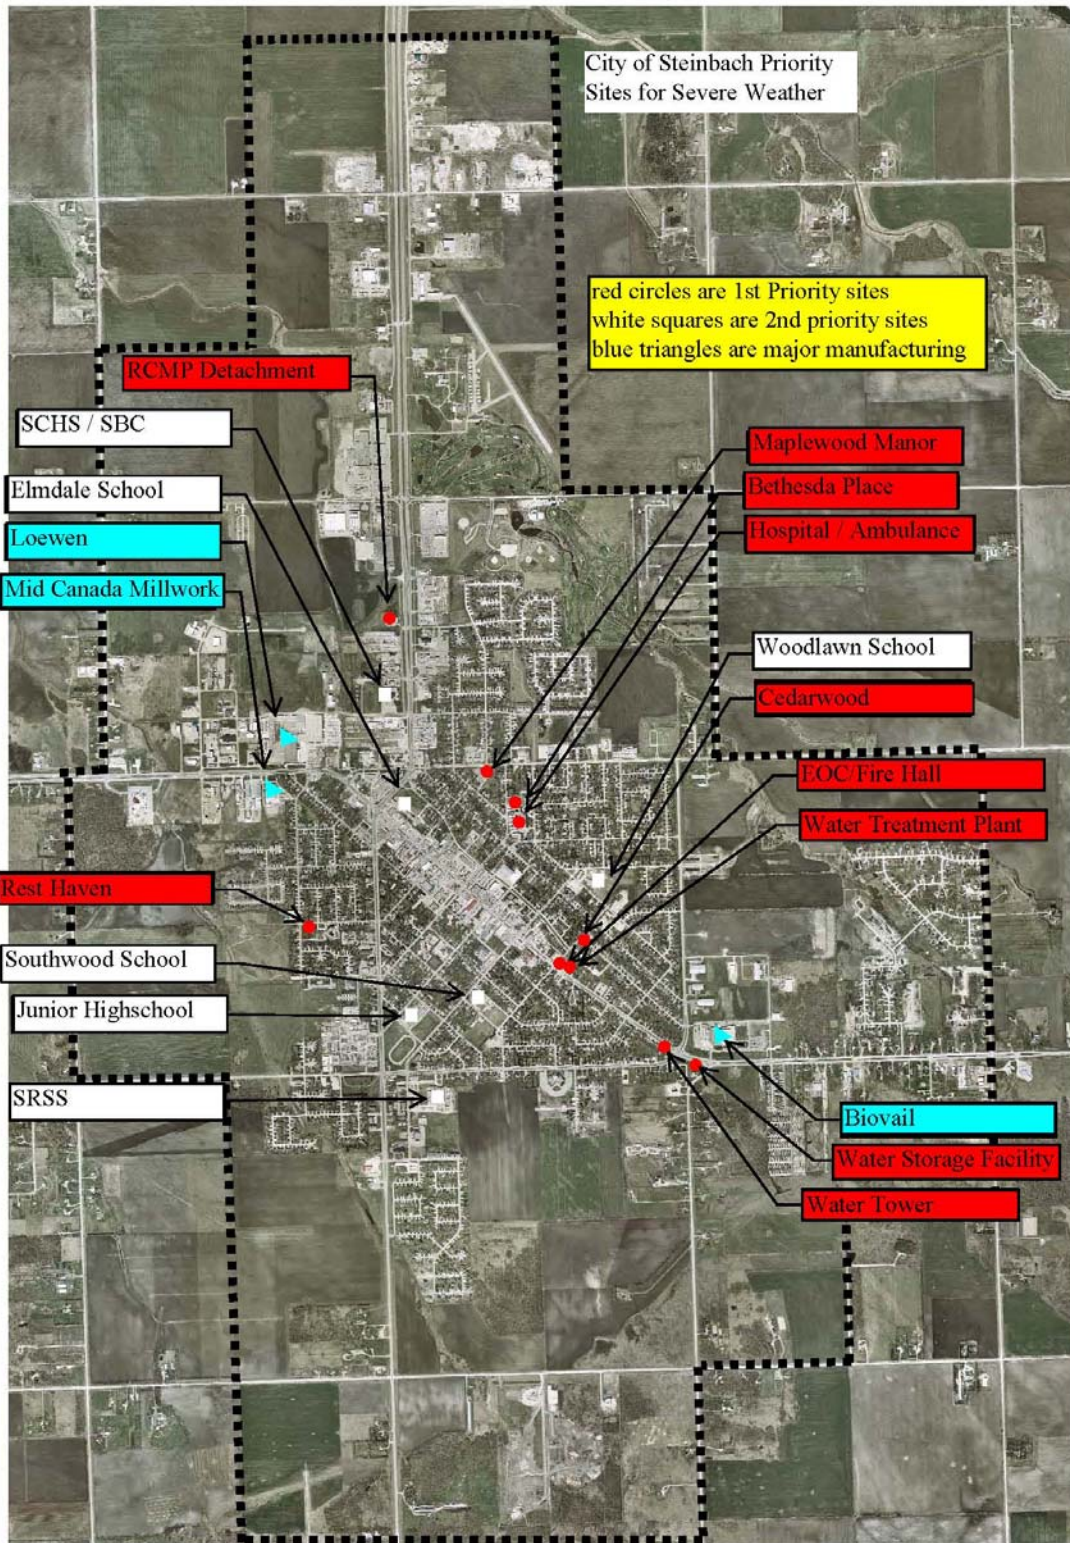 City of Steinbach Priority
Sites for Severe Weather
red circles are 1st Priority sites
white squares are 2nd priority sites
blue triangles are major manufacturing
RCMP Detachment
SCHS / SBC
Elmdale School
Loewen
Mid Canada Millwork
Maplewood Manor
Bethesda Place
Hospital / Ambulance
Woodlawn School
Cedarwood
EOC/Fire Hall
Water Treatment Plant
Rest Haven
Southwood School
Junior Highschool
SRSS
Biovail
Water Storage Facility
Water Tower